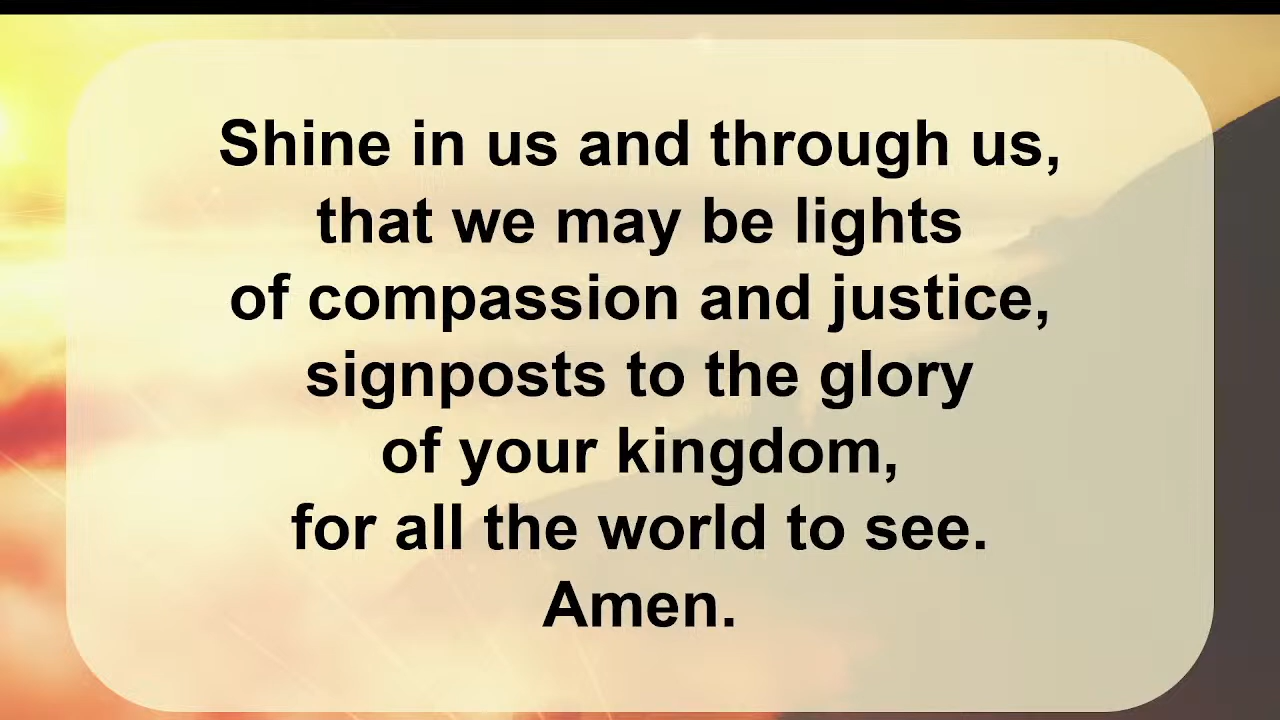 Shine in us and through us,
that we may be lights
of compassion and justice,
signposts to the glory
of your kingdom,
for all the world to see.
Amen.